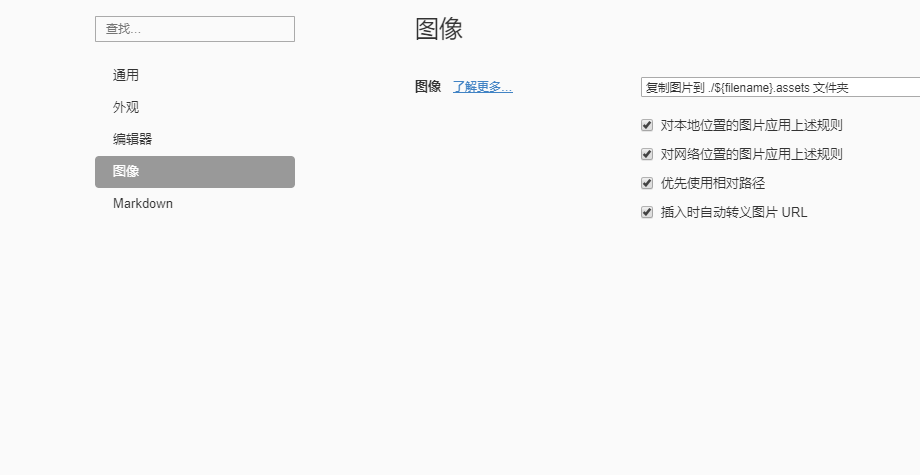 查找...
通用
外观
编辑器
图像
Markdown
图像
图像 了解更多...
复制图片到 ./${filename}.assets 文件夹
对本地位置的图片应用上述规则
对网络位置的图片应用上述规则
优先使用相对路径
插入时自动转义图片 URL